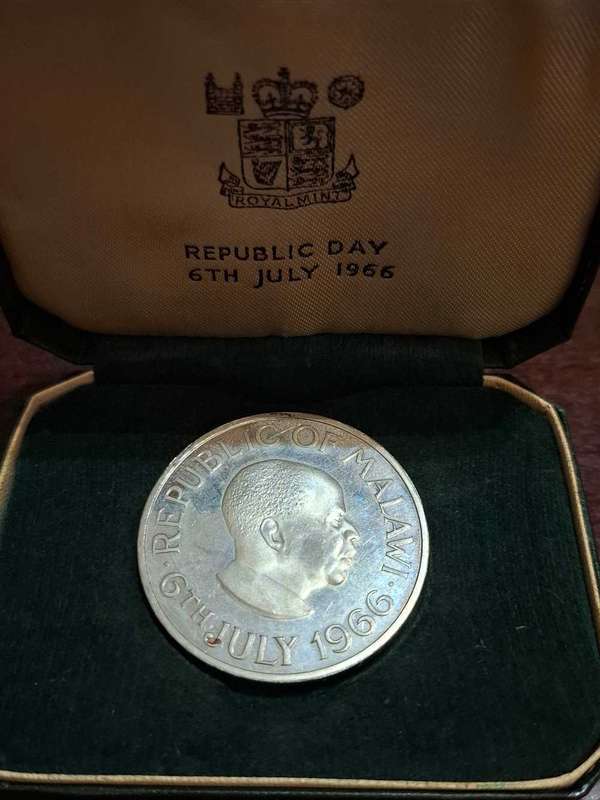 ROYAL MINT
REPUBLIC DAY
6TH JULY 1966
REPUBLIC OF MALAWI
· 6TH JULY 1966 ·